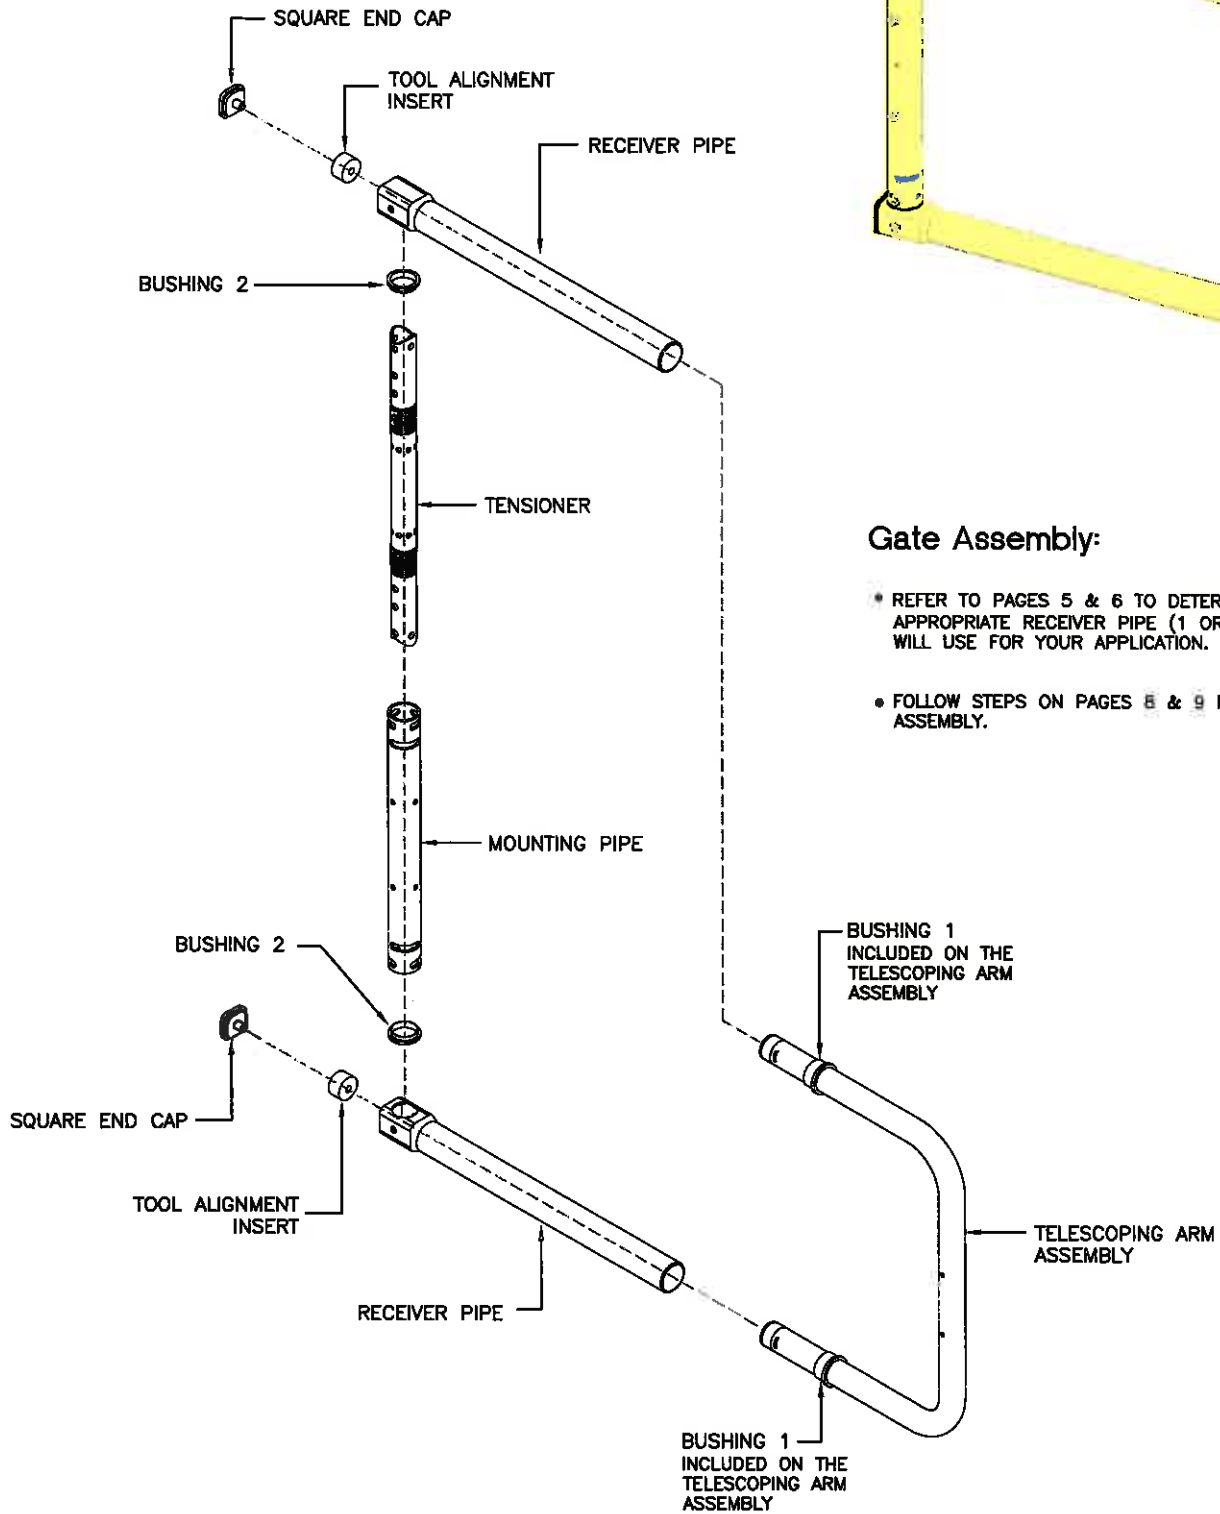 SQUARE END CAP
TOOL ALIGNMENT
INSERT
RECEIVER PIPE
BUSHING 2
TENSIONER
Gate Assembly:
• REFER TO PAGES 5 & 6 TO DETER
APPROPRIATE RECEIVER PIPE (1 OR
WILL USE FOR YOUR APPLICATION.
• FOLLOW STEPS ON PAGES 8 & 9
ASSEMBLY.
MOUNTING PIPE
BUSHING 2
BUSHING 1
INCLUDED ON THE
TELESCOPING ARM
ASSEMBLY
SQUARE END CAP
TOOL ALIGNMENT
INSERT
TELESCOPING ARM
ASSEMBLY
RECEIVER PIPE
BUSHING 1
INCLUDED ON THE
TELESCOPING ARM
ASSEMBLY